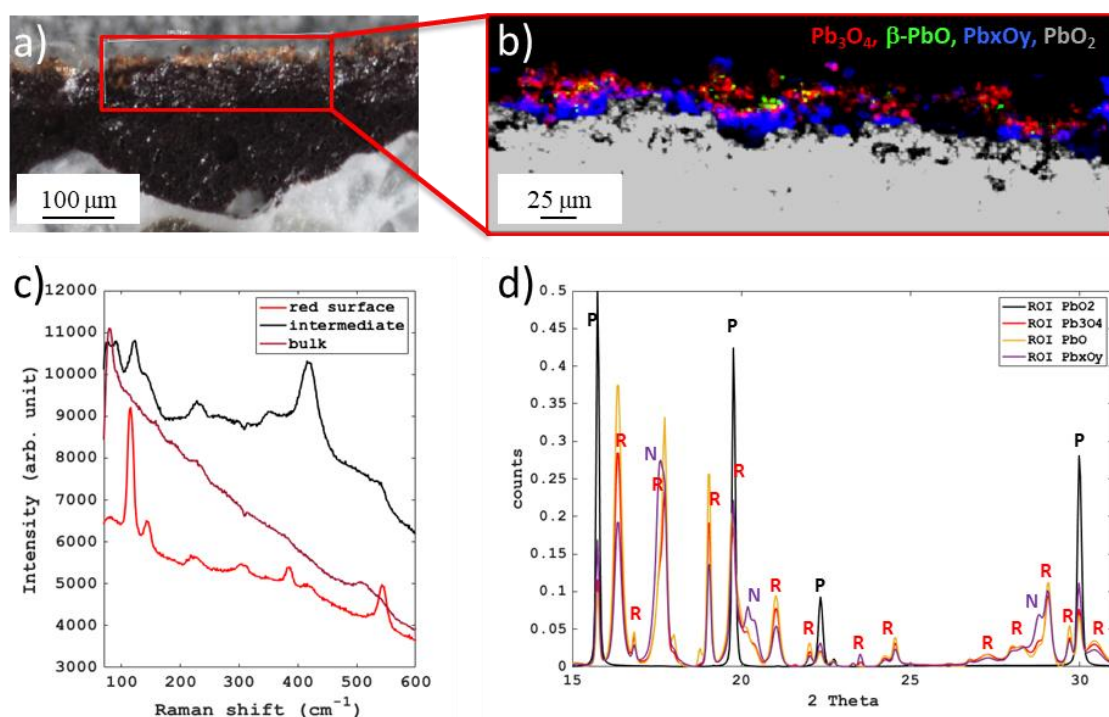 a)
100 µm
b)
Pb₃O₄, β-PbO, PbxOy, PbO₂
25 µm
c)
12000
11000
10000
9000
8000
7000
6000
5000
4000
3000
100 200 300 400 500 600
Intensity (arb. unit)
Raman shift (cm⁻¹)
red surface
intermediate
bulk
d)
0.5
0.45
0.4
0.35
0.3
0.25
0.2
0.15
0.1
0.05
0
15 20 25 30
counts
2 Theta
ROI PbO2
ROI Pb3O4
ROI PbO
ROI PbxOy
P
R
R
N
R
R
P
R
N
R
R
P
R
R
R
R
N
R
R
P
R